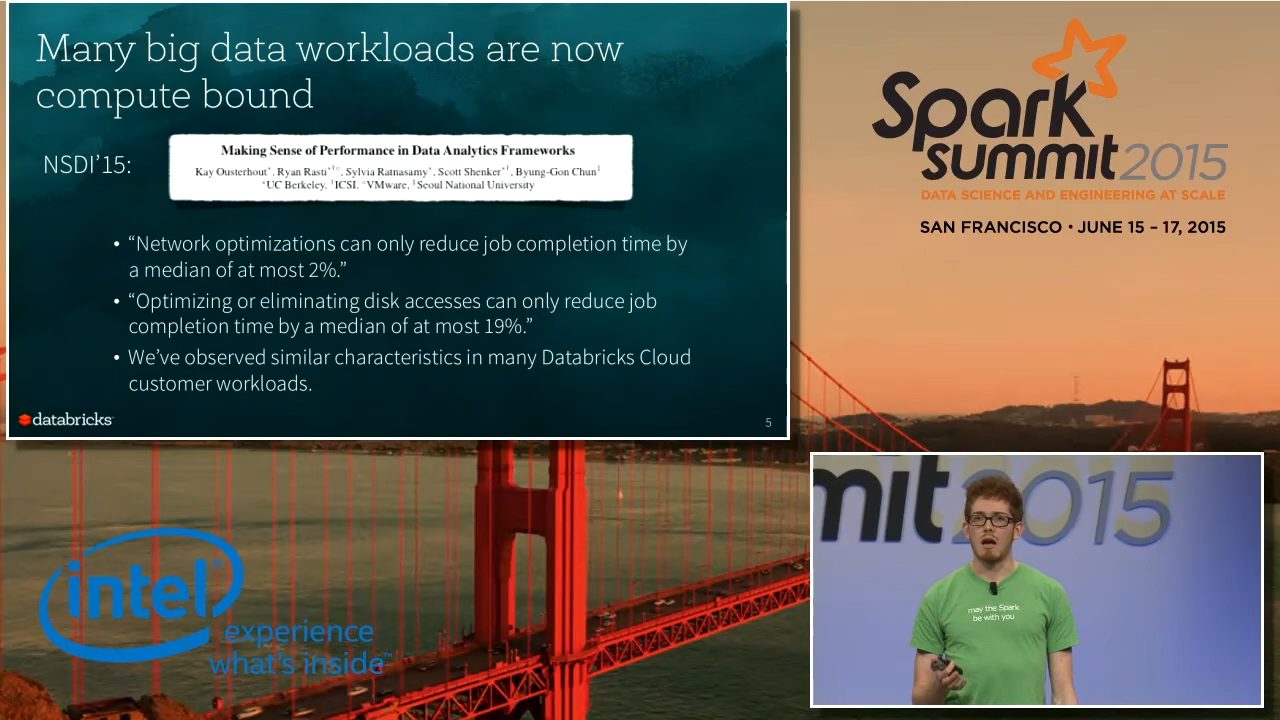 Many big data workloads are now
compute bound
NSDI'15:
Making Sense of Performance in Data Analytics Frameworks
Kay Ousterhout*, Ryan Rasti*†◦, Sylvia Ratnasamy*, Scott Shenker*†, Byung-Gon Chun‡
*UC Berkeley, †ICSI, ◦VMware, ‡Seoul National University
• “Network optimizations can only reduce job completion time by
a median of at most 2%.”
• “Optimizing or eliminating disk accesses can only reduce job
completion time by a median of at most 19%.”
• We’ve observed similar characteristics in many Databricks Cloud
customer workloads.
databricks™
5
Spark
summit 2015
DATA SCIENCE AND ENGINEERING AT SCALE
SAN FRANCISCO • JUNE 15 – 17, 2015
intel®
experience
what's inside™
mit 2015
may the Spark
be with you